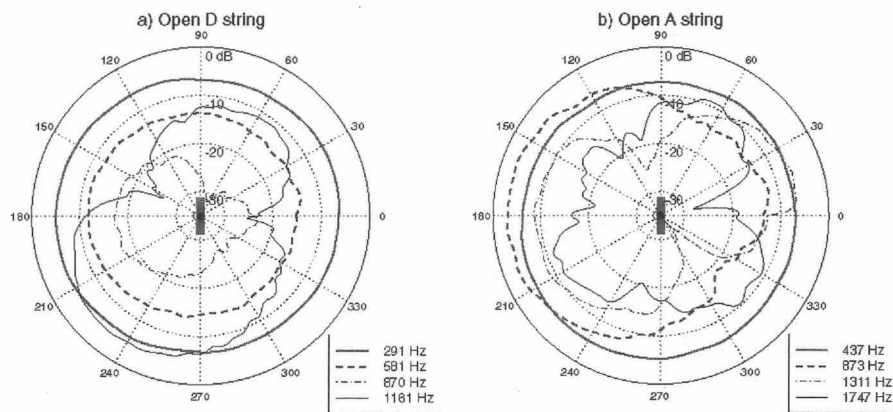 a) Open D string
90
0 dB
120
60
-10
150
30
-20
-30
180
0
210
330
240
300
270
291 Hz
581 Hz
870 Hz
1161 Hz
b) Open A string
90
0 dB
120
60
-10
150
30
-20
-30
180
0
210
330
240
300
270
437 Hz
873 Hz
1311 Hz
1747 Hz